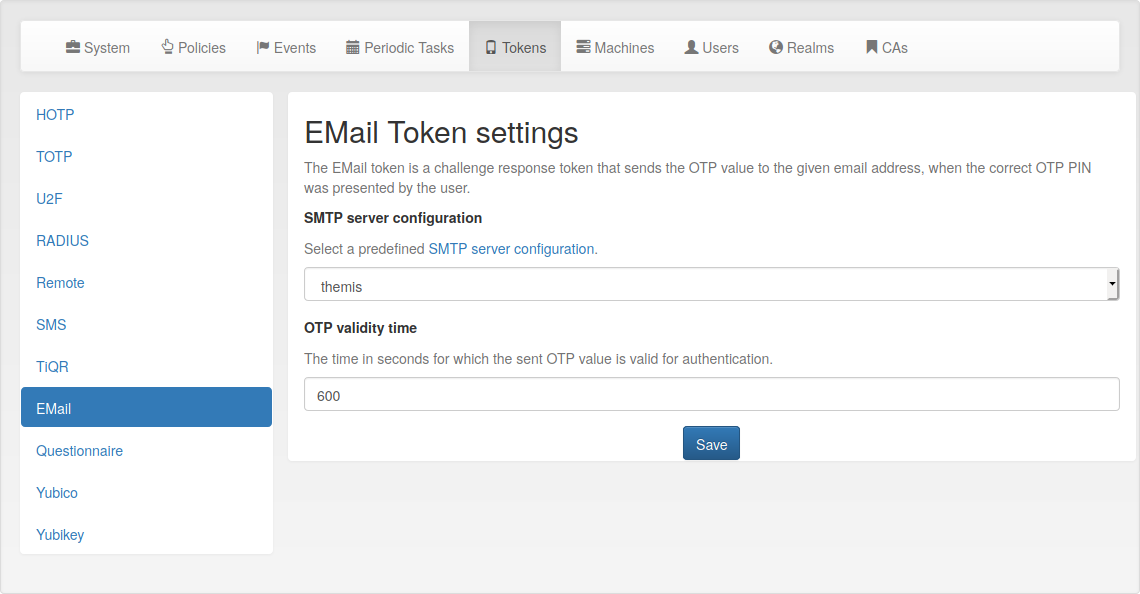 System Policies Events Periodic Tasks Tokens Machines Users Realms CAs
HOTP
TOTP
U2F
RADIUS
Remote
SMS
TiQR
EMail
Questionnaire
Yubico
Yubikey
EMail Token settings
The EMail token is a challenge response token that sends the OTP value to the given email address, when the correct OTP PIN
was presented by the user.
SMTP server configuration
Select a predefined SMTP server configuration.
themis
OTP validity time
The time in seconds for which the sent OTP value is valid for authentication.
600
Save